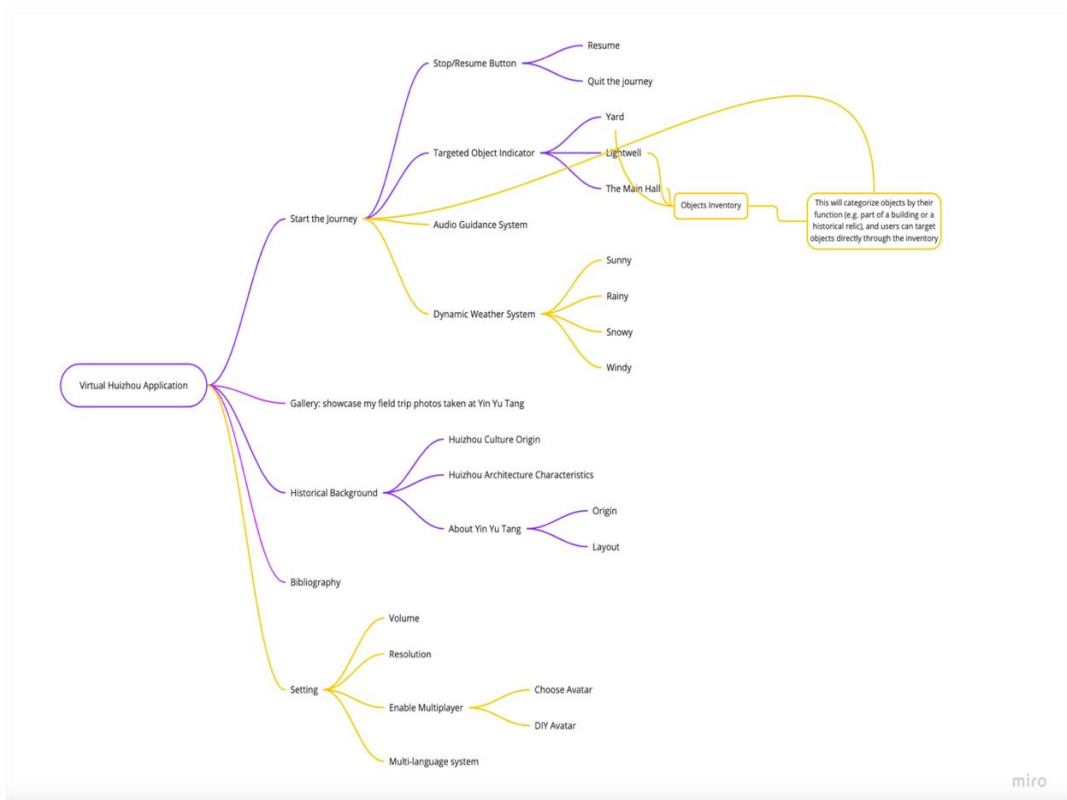 Resume
Stop/Resume Button
Quit the journey
Yard
Targeted Object Indicator
Lightwell
The Main Hall
Objects Inventory
This will categorize objects by their
function (e.g. part of a building or a
historical relic), and users can target
objects directly through the inventory
Start the Journey
Audio Guidance System
Sunny
Rainy
Dynamic Weather System
Snowy
Windy
Virtual Huizhou Application
Gallery: showcase my field trip photos taken at Yin Yu Tang
Huizhou Culture Origin
Huizhou Architecture Characteristics
Historical Background
Origin
About Yin Yu Tang
Layout
Bibliography
Volume
Resolution
Setting
Choose Avatar
Enable Multiplayer
DIY Avatar
Multi-language system
miro